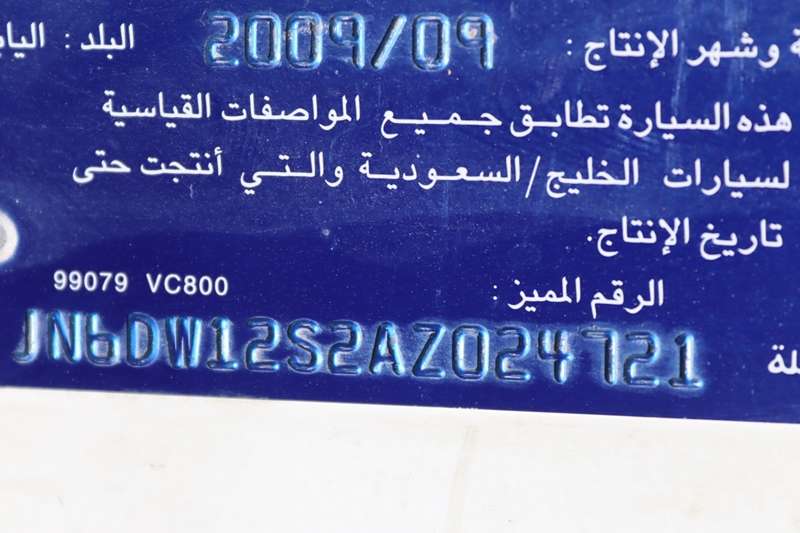 وشهر الإنتاج : 2009/09 البلد :
هذه السيارة تطابق جميع المواصفات القياسية
لسيارات الخليج/السعودية والتي أنتجت حتى
تاريخ الإنتاج.
الرقم المميز : 99079 VC800
JN6DW12S2AZ024721